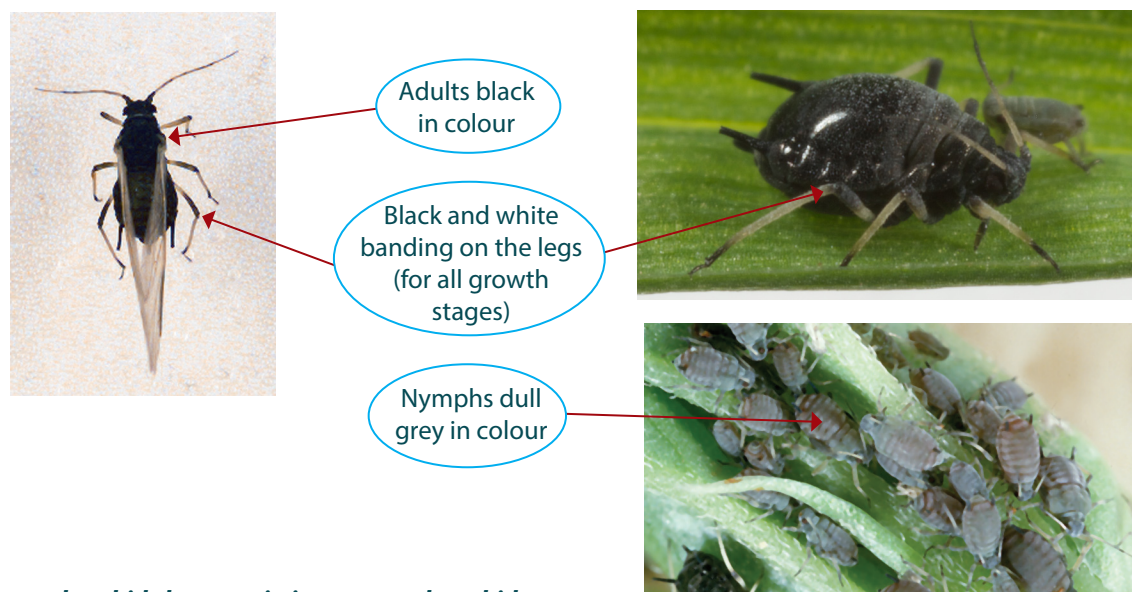 Adults black
in colour
Black and white
banding on the legs
(for all growth
stages)
Nymphs dull
grey in colour